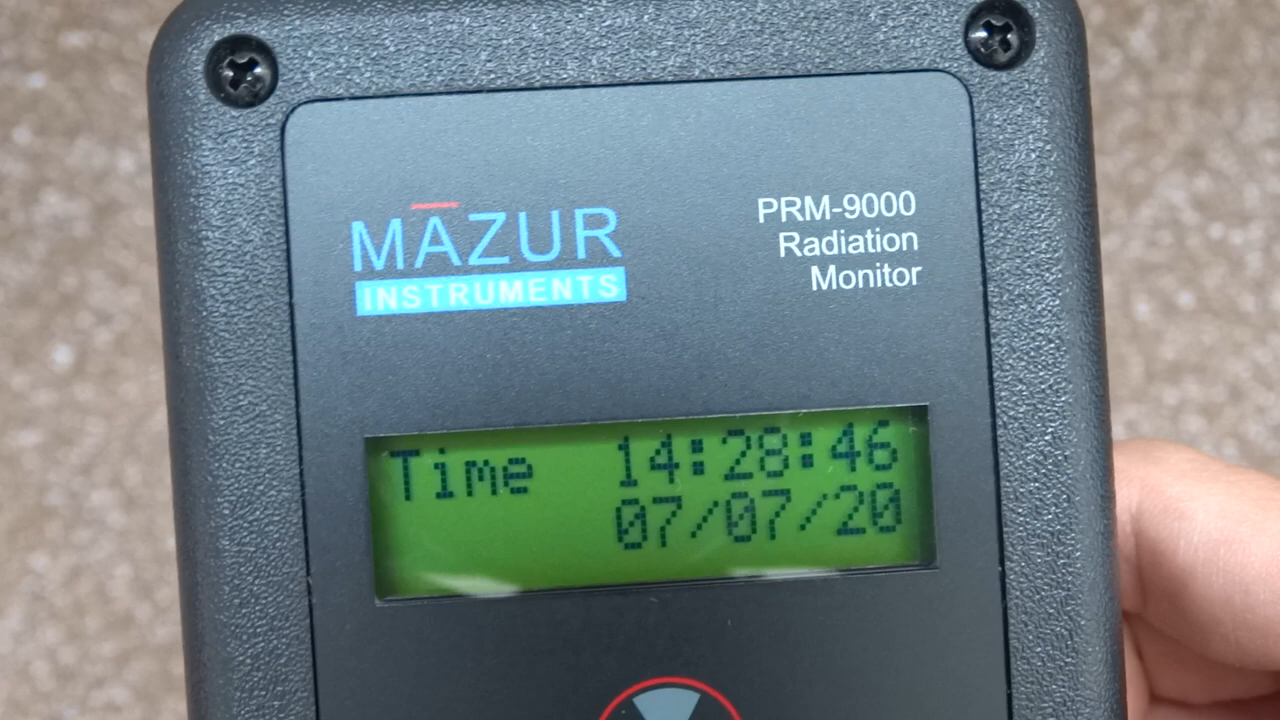 MAZUR
INSTRUMENTS
PRM-9000
Radiation
Monitor
Time 14:28:46
07/07/20